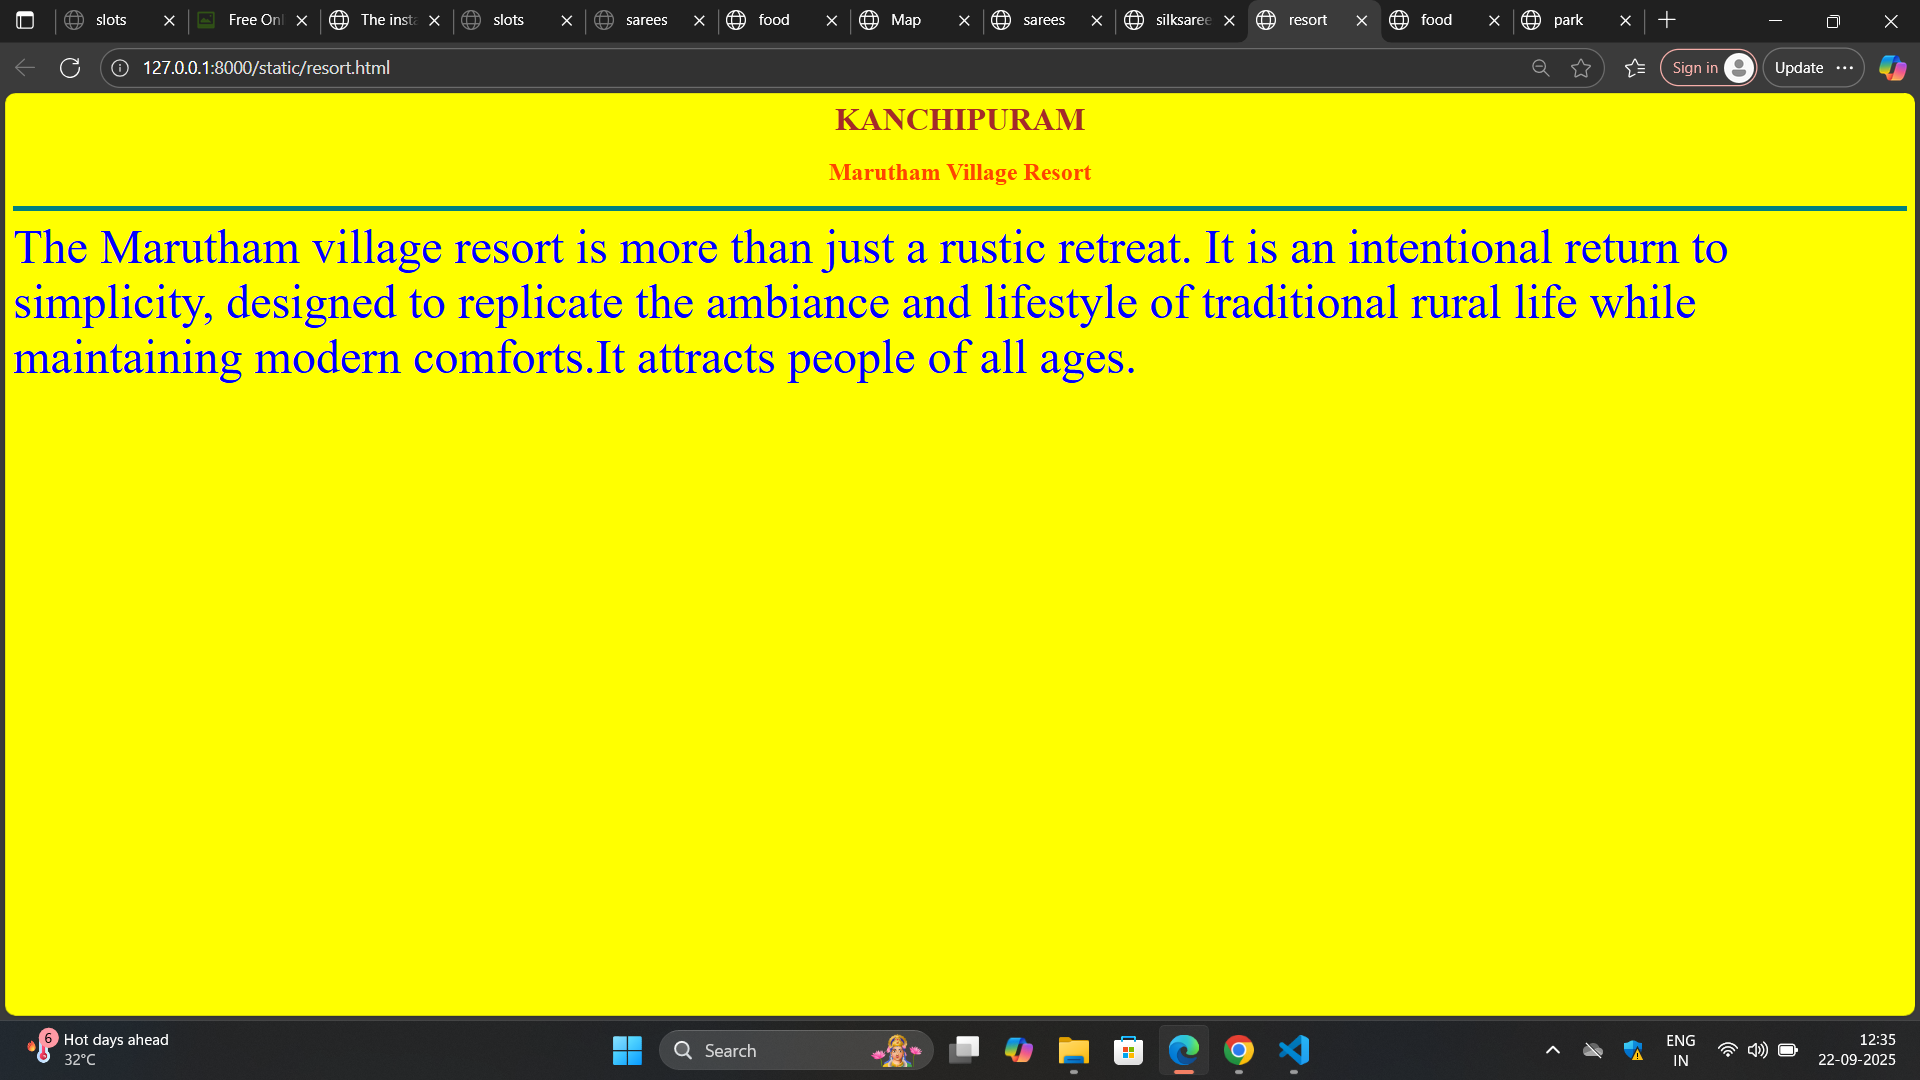 slots
Free Onl
The insta
slots
sarees
food
Map
sarees
silksaree
resort
food
park
127.0.0.1:8000/static/resort.html
Sign in
Update
KANCHIPURAM
Marutham Village Resort
The Marutham village resort is more than just a rustic retreat. It is an intentional return to
simplicity, designed to replicate the ambiance and lifestyle of traditional rural life while
maintaining modern comforts.It attracts people of all ages.
6
Hot days ahead
32°C
Search
ENG
IN
12:35
22-09-2025